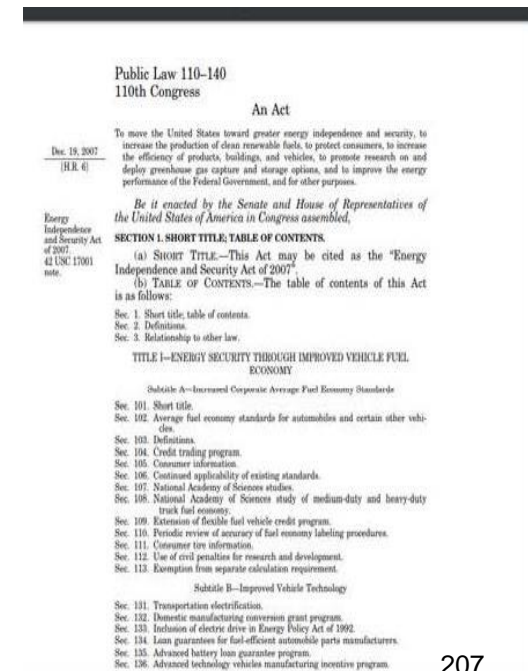 Public Law 110–140
110th Congress
An Act
Dec. 19, 2007
[H.R. 6]
To move the United States toward greater energy independence and security, to
increase the production of clean renewable fuels, to protect consumers, to increase
the efficiency of products, buildings, and vehicles, to promote research on and
deploy greenhouse gas capture and storage options, and to improve the energy
performance of the Federal Government, and for other purposes.
Be it enacted by the Senate and House of Representatives of
the United States of America in Congress assembled,
Energy
Independence
and Security Act
of 2007.
42 USC 17001
note.
SECTION 1. SHORT TITLE; TABLE OF CONTENTS.
(a) SHORT TITLE.—This Act may be cited as the “Energy
Independence and Security Act of 2007”.
(b) TABLE OF CONTENTS.—The table of contents of this Act
is as follows:
Sec. 1. Short title; table of contents.
Sec. 2. Definitions.
Sec. 3. Relationship to other law.
TITLE I—ENERGY SECURITY THROUGH IMPROVED VEHICLE FUEL
ECONOMY
Subtitle A—Increased Corporate Average Fuel Economy Standards
Sec. 101. Short title.
Sec. 102. Average fuel economy standards for automobiles and certain other vehi-
cles.
Sec. 103. Definitions.
Sec. 104. Credit trading program.
Sec. 105. Consumer information.
Sec. 106. Continued applicability of existing standards.
Sec. 107. National Academy of Sciences studies.
Sec. 108. National Academy of Sciences study of medium-duty and heavy-duty
truck fuel economy.
Sec. 109. Extension of flexible fuel vehicle credit program.
Sec. 110. Periodic review of accuracy of fuel economy labeling procedures.
Sec. 111. Consumer tire information.
Sec. 112. Use of civil penalties for research and development.
Sec. 113. Exemption from separate calculation requirement.
Subtitle B—Improved Vehicle Technology
Sec. 131. Transportation electrification.
Sec. 132. Domestic manufacturing conversion grant program.
Sec. 133. Inclusion of electric drive in Energy Policy Act of 1992.
Sec. 134. Loan guarantees for fuel-efficient automobile parts manufacturers.
Sec. 135. Advanced battery loan guarantee program.
Sec. 136. Advanced technology vehicles manufacturing incentive program.
207